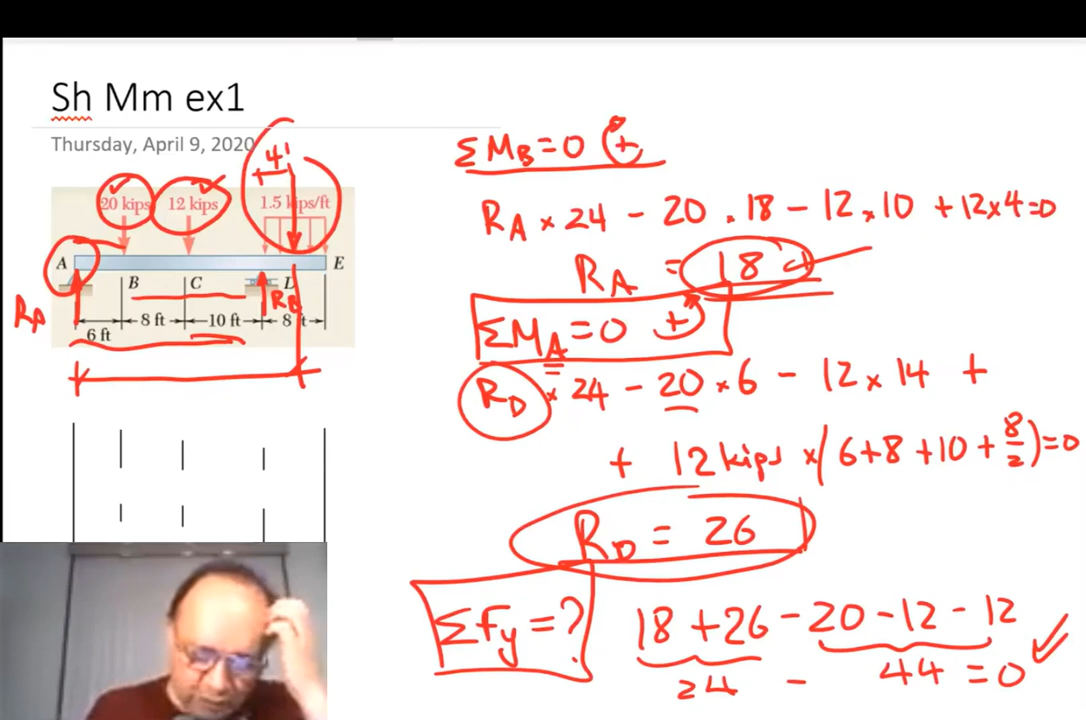 Sh Mm ex1
Thursday, April 9, 2020
4'
20 kips
12 kips
1.5 kips/ft
A
B
C
D
E
RA
RD
6 ft
8 ft
10 ft
8 ft
ΣMB=0 +
RA × 24 - 20 . 18 - 12 × 10 + 12×4=0
RA = 18
ΣMA=0 +
RD × 24 - 20 × 6 - 12 × 14 +
+ 12 kips × (6+8+10+8/2)=0
RD = 26
Σfy=? 18 +26 -20 -12 -12
24 - 44 =0